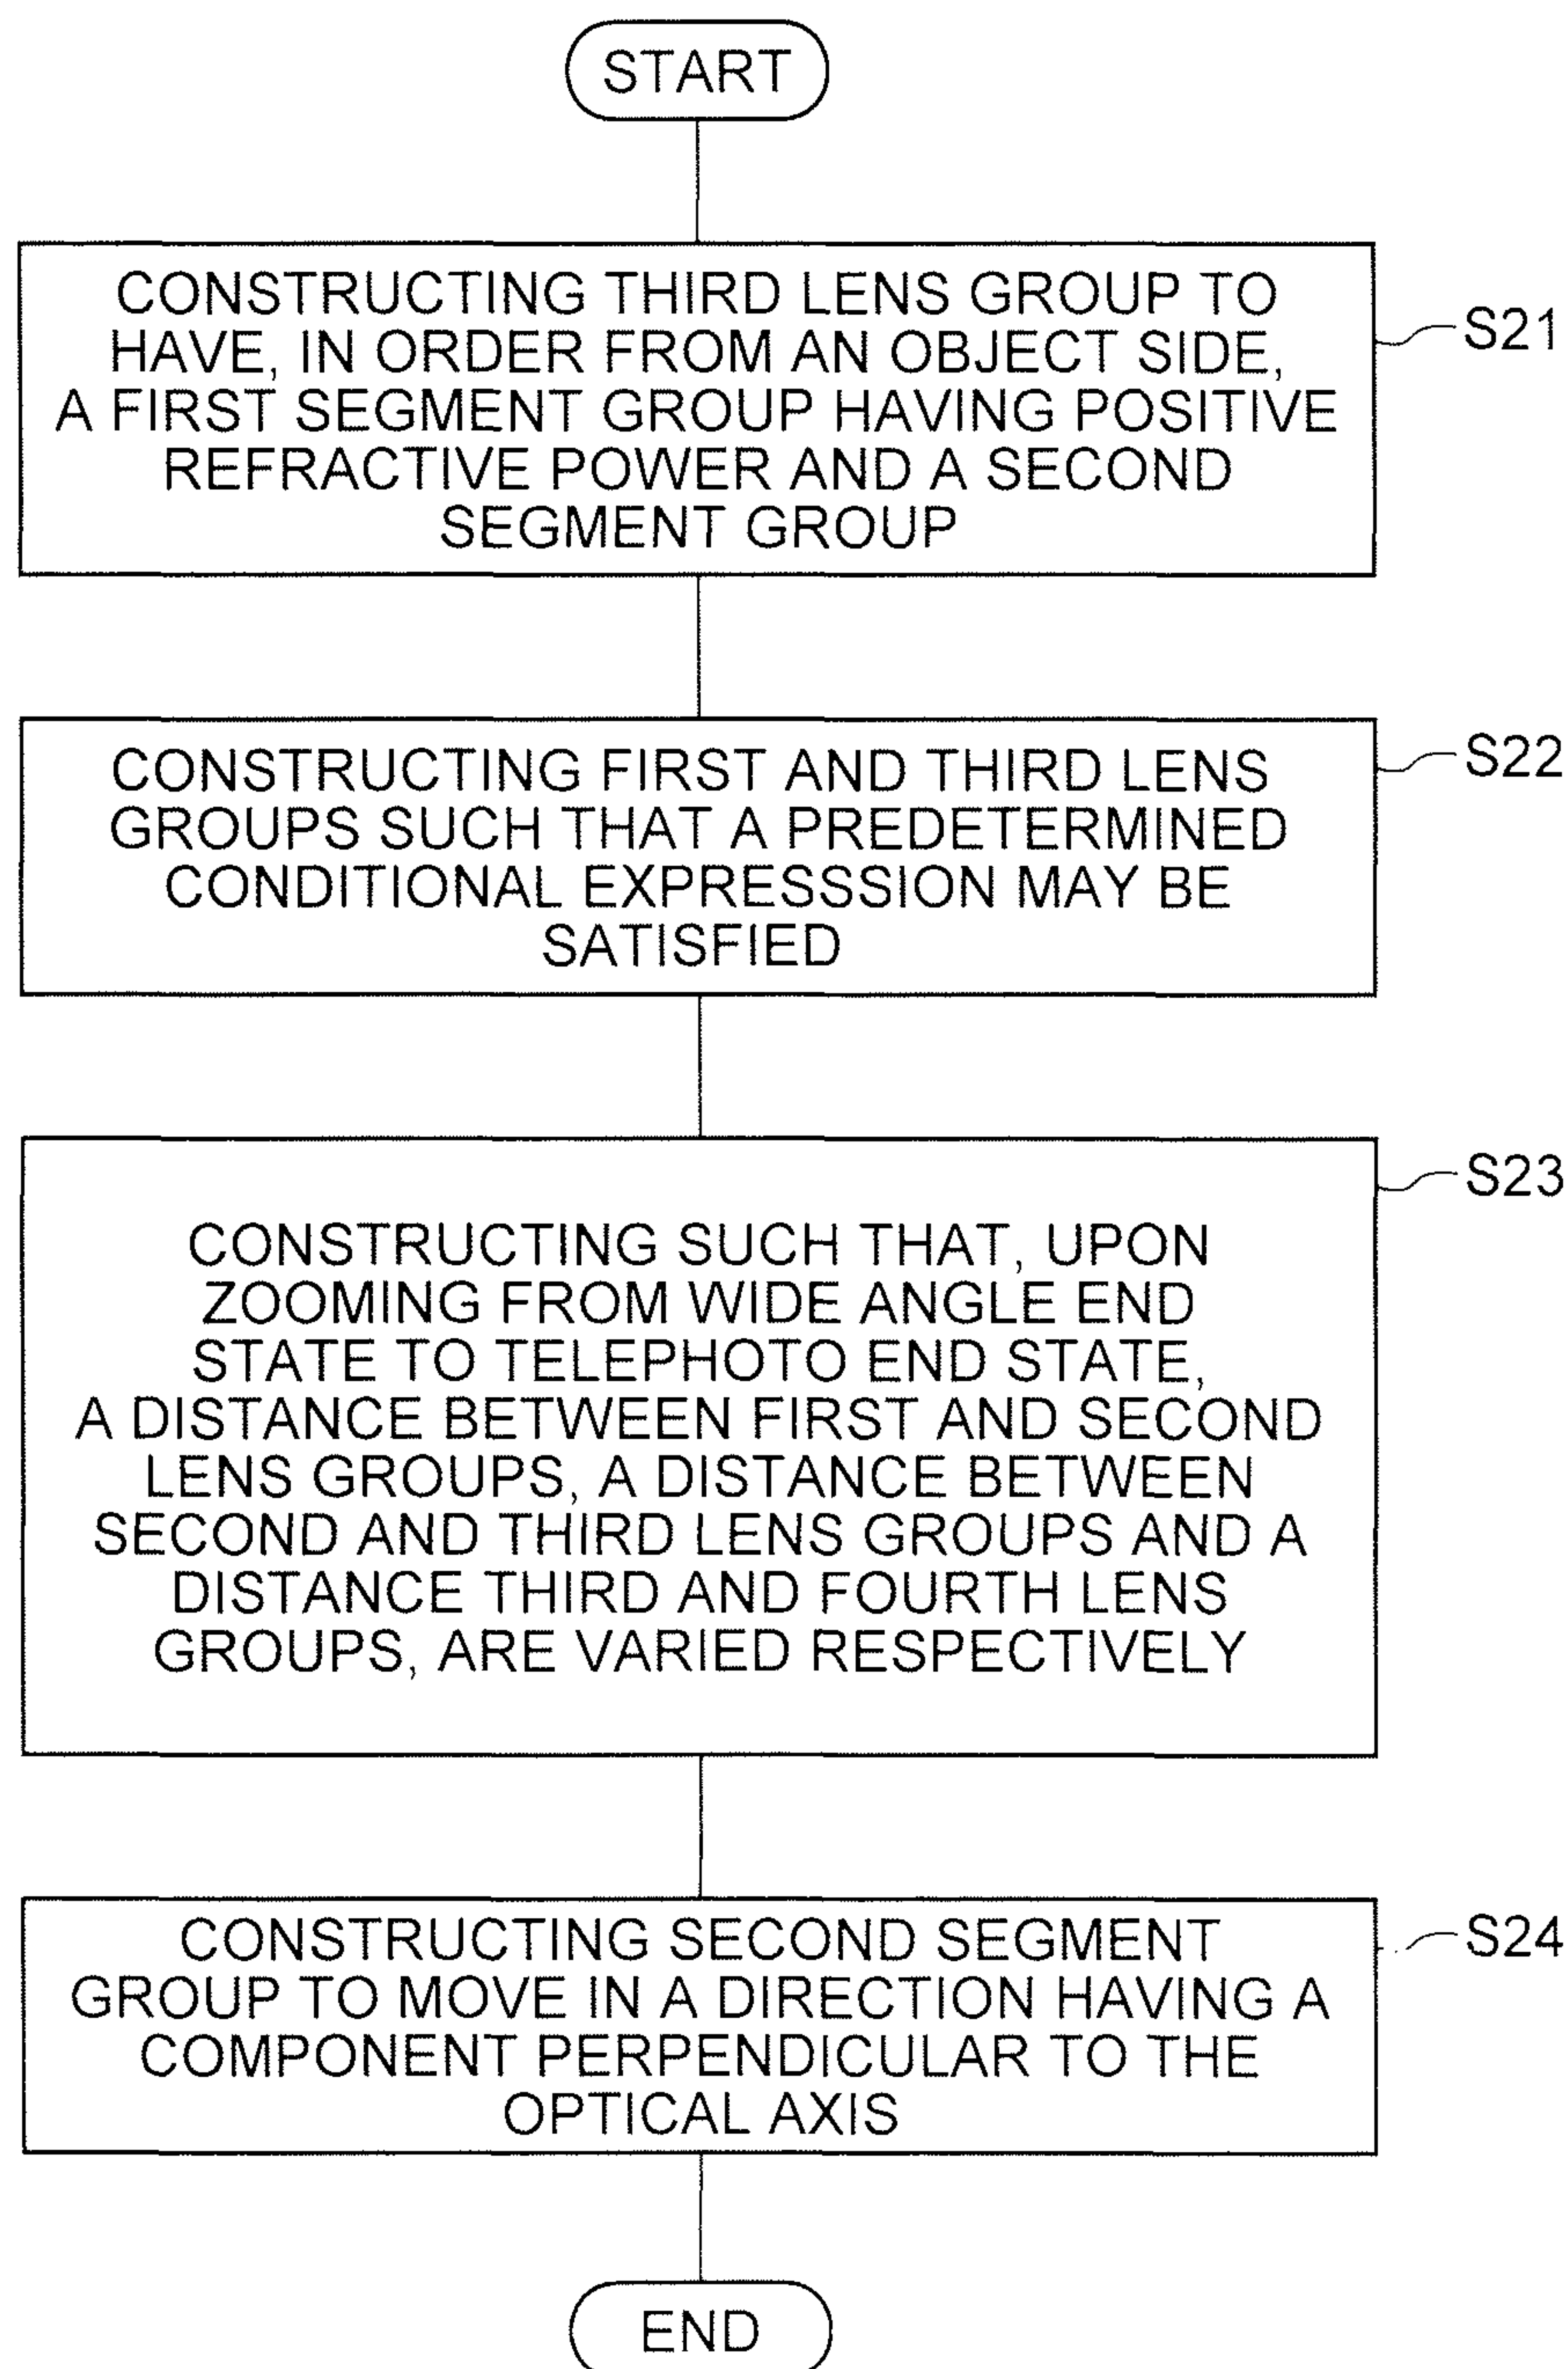 START
CONSTRUCTING THIRD LENS GROUP TO
HAVE, IN ORDER FROM AN OBJECT SIDE,
A FIRST SEGMENT GROUP HAVING POSITIVE
REFRACTIVE POWER AND A SECOND
SEGMENT GROUP
S21
CONSTRUCTING FIRST AND THIRD LENS
GROUPS SUCH THAT A PREDETERMINED
CONDITIONAL EXPRESSSION MAY BE
SATISFIED
S22
CONSTRUCTING SUCH THAT, UPON
ZOOMING FROM WIDE ANGLE END
STATE TO TELEPHOTO END STATE,
A DISTANCE BETWEEN FIRST AND SECOND
LENS GROUPS, A DISTANCE BETWEEN
SECOND AND THIRD LENS GROUPS AND A
DISTANCE THIRD AND FOURTH LENS
GROUPS, ARE VARIED RESPECTIVELY
S23
CONSTRUCTING SECOND SEGMENT
GROUP TO MOVE IN A DIRECTION HAVING A
COMPONENT PERPENDICULAR TO THE
OPTICAL AXIS
S24
END